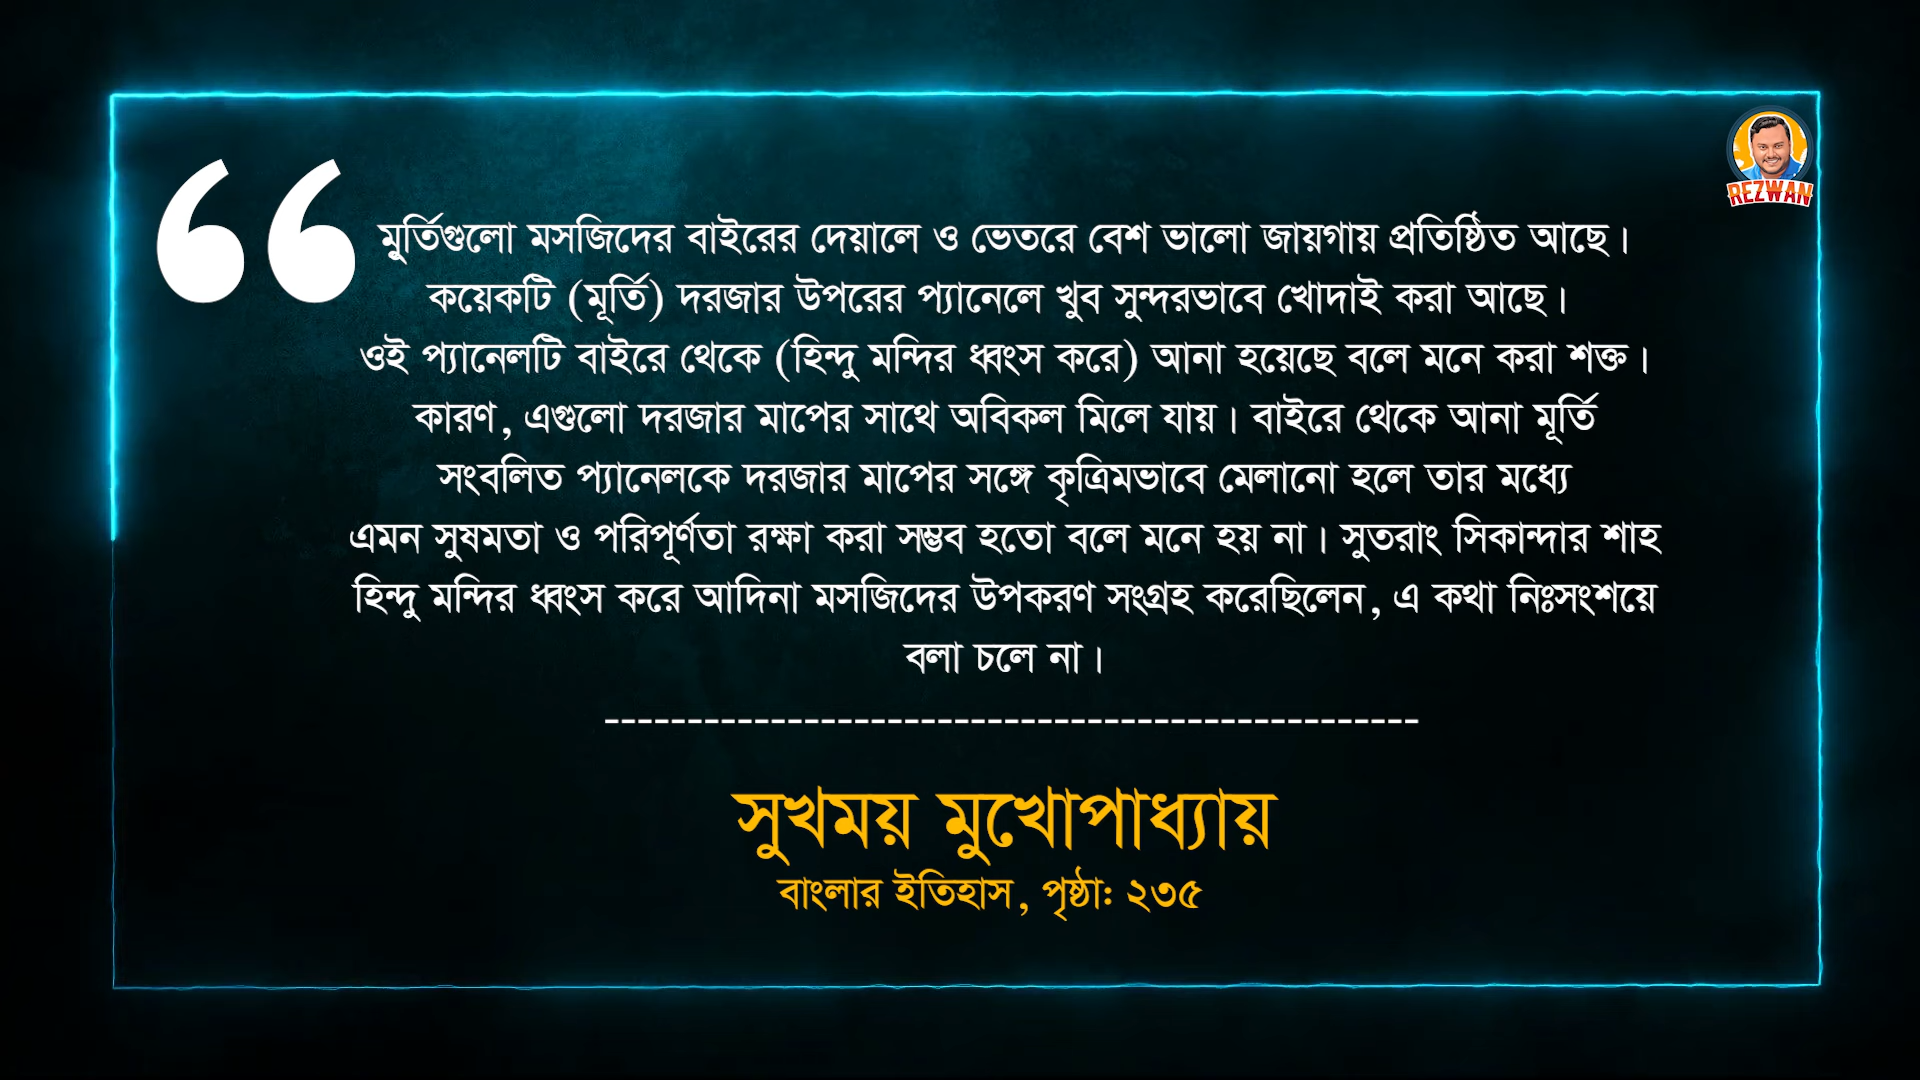 REZWAN
মুর্তিগুলো মসজিদের বাইরের দেয়ালে ও ভেতরে বেশ ভালো জায়গায় প্রতিষ্ঠিত আছে।
কয়েকটি (মূর্তি) দরজার উপরের প্যানেলে খুব সুন্দরভাবে খোদাই করা আছে।
ওই প্যানেলটি বাইরে থেকে (হিন্দু মন্দির ধ্বংস করে) আনা হয়েছে বলে মনে করা শক্ত।
কারণ, এগুলো দরজার মাপের সাথে অবিকল মিলে যায়। বাইরে থেকে আনা মূর্তি
সংবলিত প্যানেলকে দরজার মাপের সঙ্গে কৃত্রিমভাবে মেলানো হলে তার মধ্যে
এমন সুষমতা ও পরিপূর্ণতা রক্ষা করা সম্ভব হতো বলে মনে হয় না। সুতরাং সিকান্দার শাহ
হিন্দু মন্দির ধ্বংস করে আদিনা মসজিদের উপকরণ সংগ্রহ করেছিলেন, এ কথা নিঃসংশয়ে
বলা চলে না।
সুখময় মুখোপাধ্যায়
বাংলার ইতিহাস, পৃষ্ঠা: ২৩৫